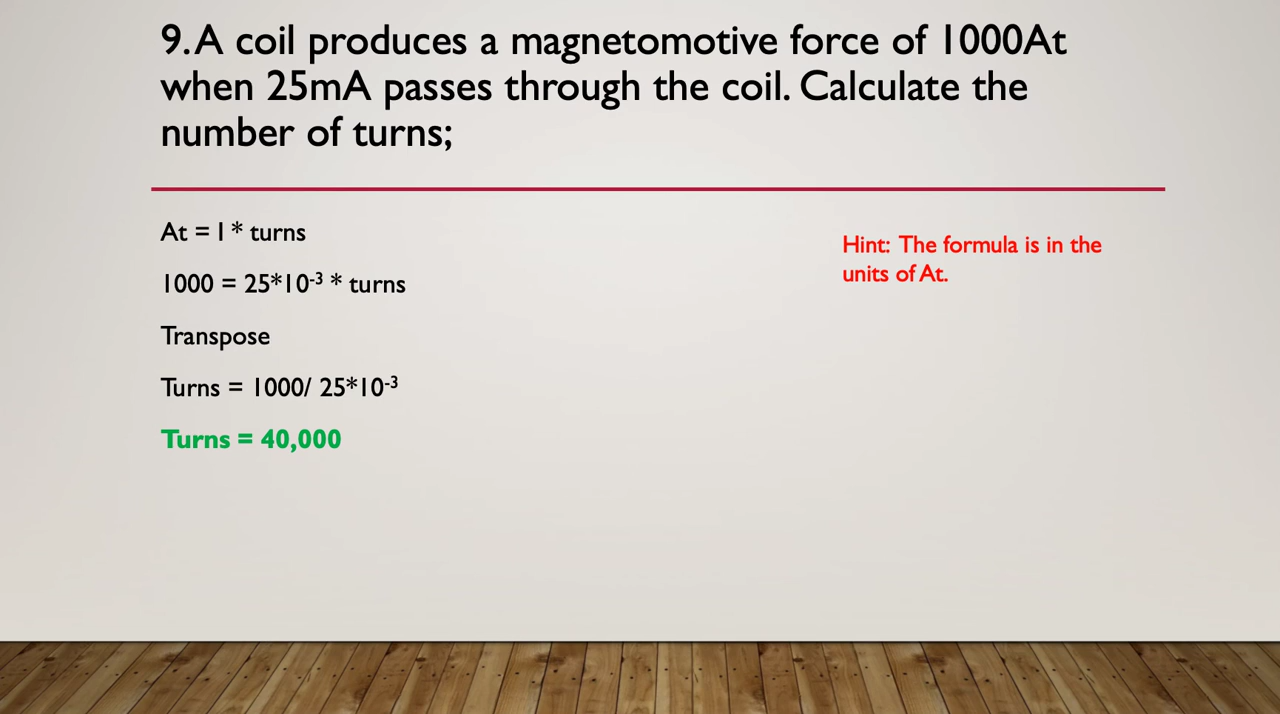 9. A coil produces a magnetomotive force of 1000At
when 25mA passes through the coil. Calculate the
number of turns;
At = I * turns
1000 = 25*10⁻³ * turns
Transpose
Turns = 1000/ 25*10⁻³
Turns = 40,000
Hint: The formula is in the
units of At.